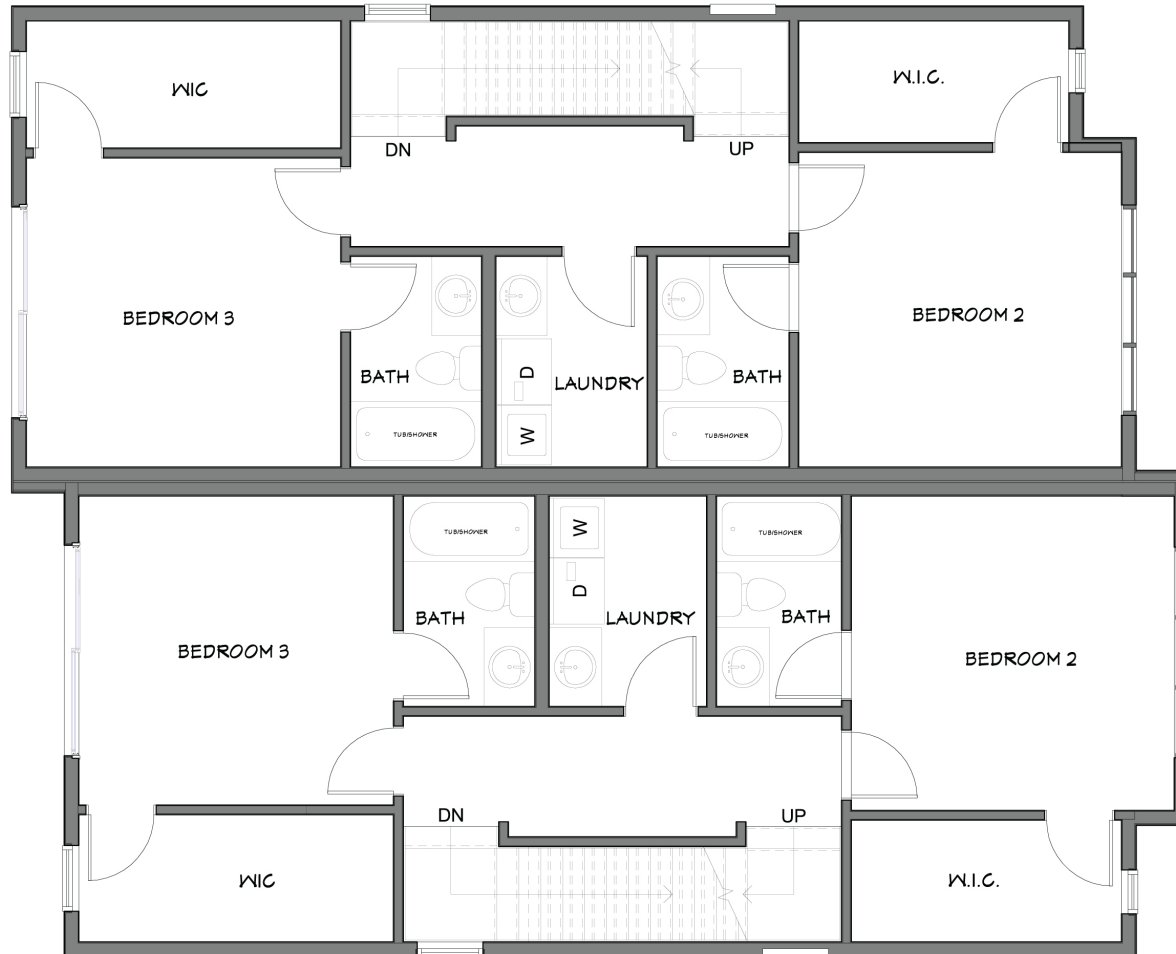 WIC
W.I.C.
DN
UP
BEDROOM 3
BEDROOM 2
BATH
D
LAUNDRY
BATH
TUB/SHOWER
W
TUB/SHOWER
TUB/SHOWER
W
TUB/SHOWER
D
BATH
LAUNDRY
BATH
BEDROOM 3
BEDROOM 2
DN
UP
WIC
W.I.C.